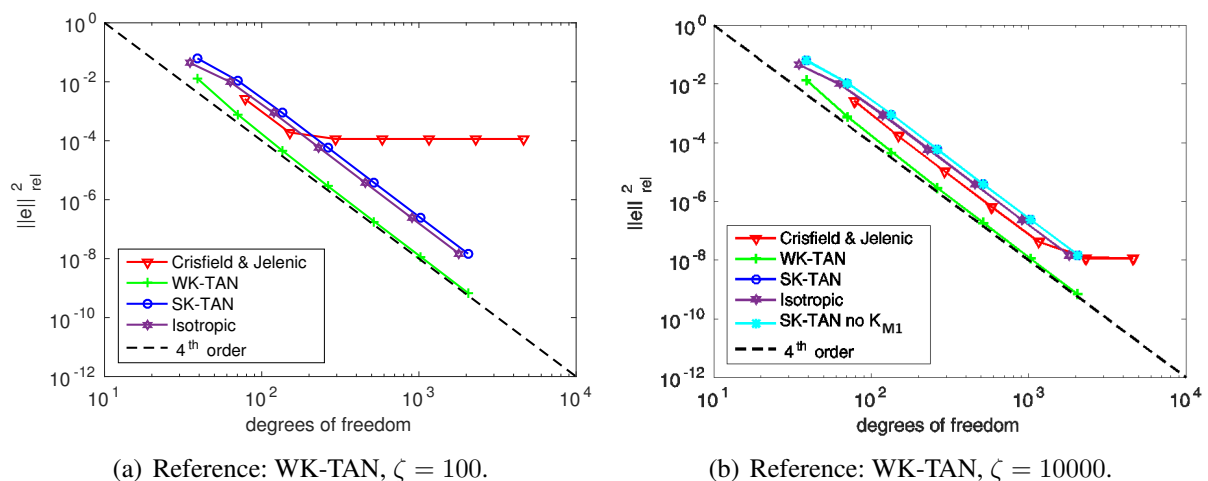 10^0
10^-2
10^-4
10^-6
10^-8
10^-10
10^-12
||e||^2_rel
Crisfield & Jelenic
WK-TAN
SK-TAN
Isotropic
4^th order
10^1 10^2 10^3 10^4
degrees of freedom
(a) Reference: WK-TAN, ζ = 100.
10^0
10^-2
10^-4
10^-6
10^-8
10^-10
10^-12
||e||^2_rel
Crisfield & Jelenic
WK-TAN
SK-TAN
Isotropic
SK-TAN no K_M1
4^th order
10^1 10^2 10^3 10^4
degrees of freedom
(b) Reference: WK-TAN, ζ = 10000.